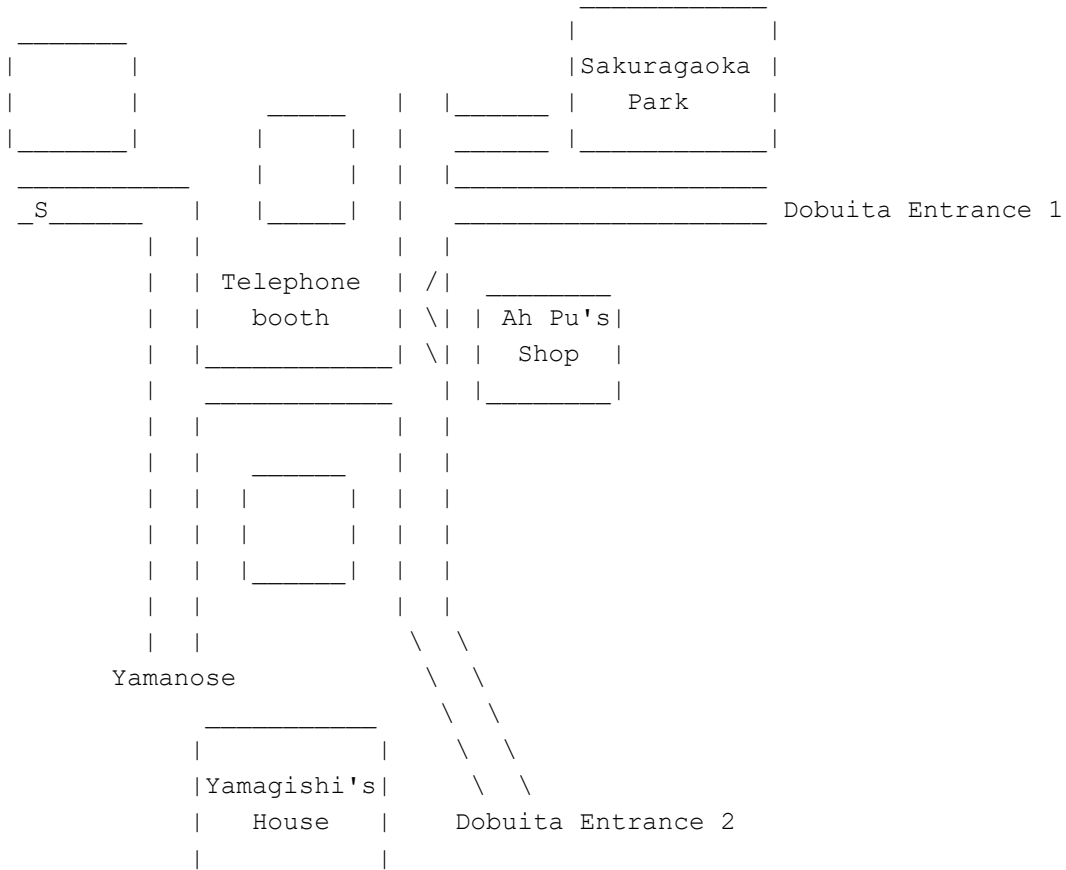 Sakuragaoka
Park
S
Dobuita Entrance 1
Telephone
booth
Ah Pu's
Shop
Yamanose
Yamagishi's
House
Dobuita Entrance 2